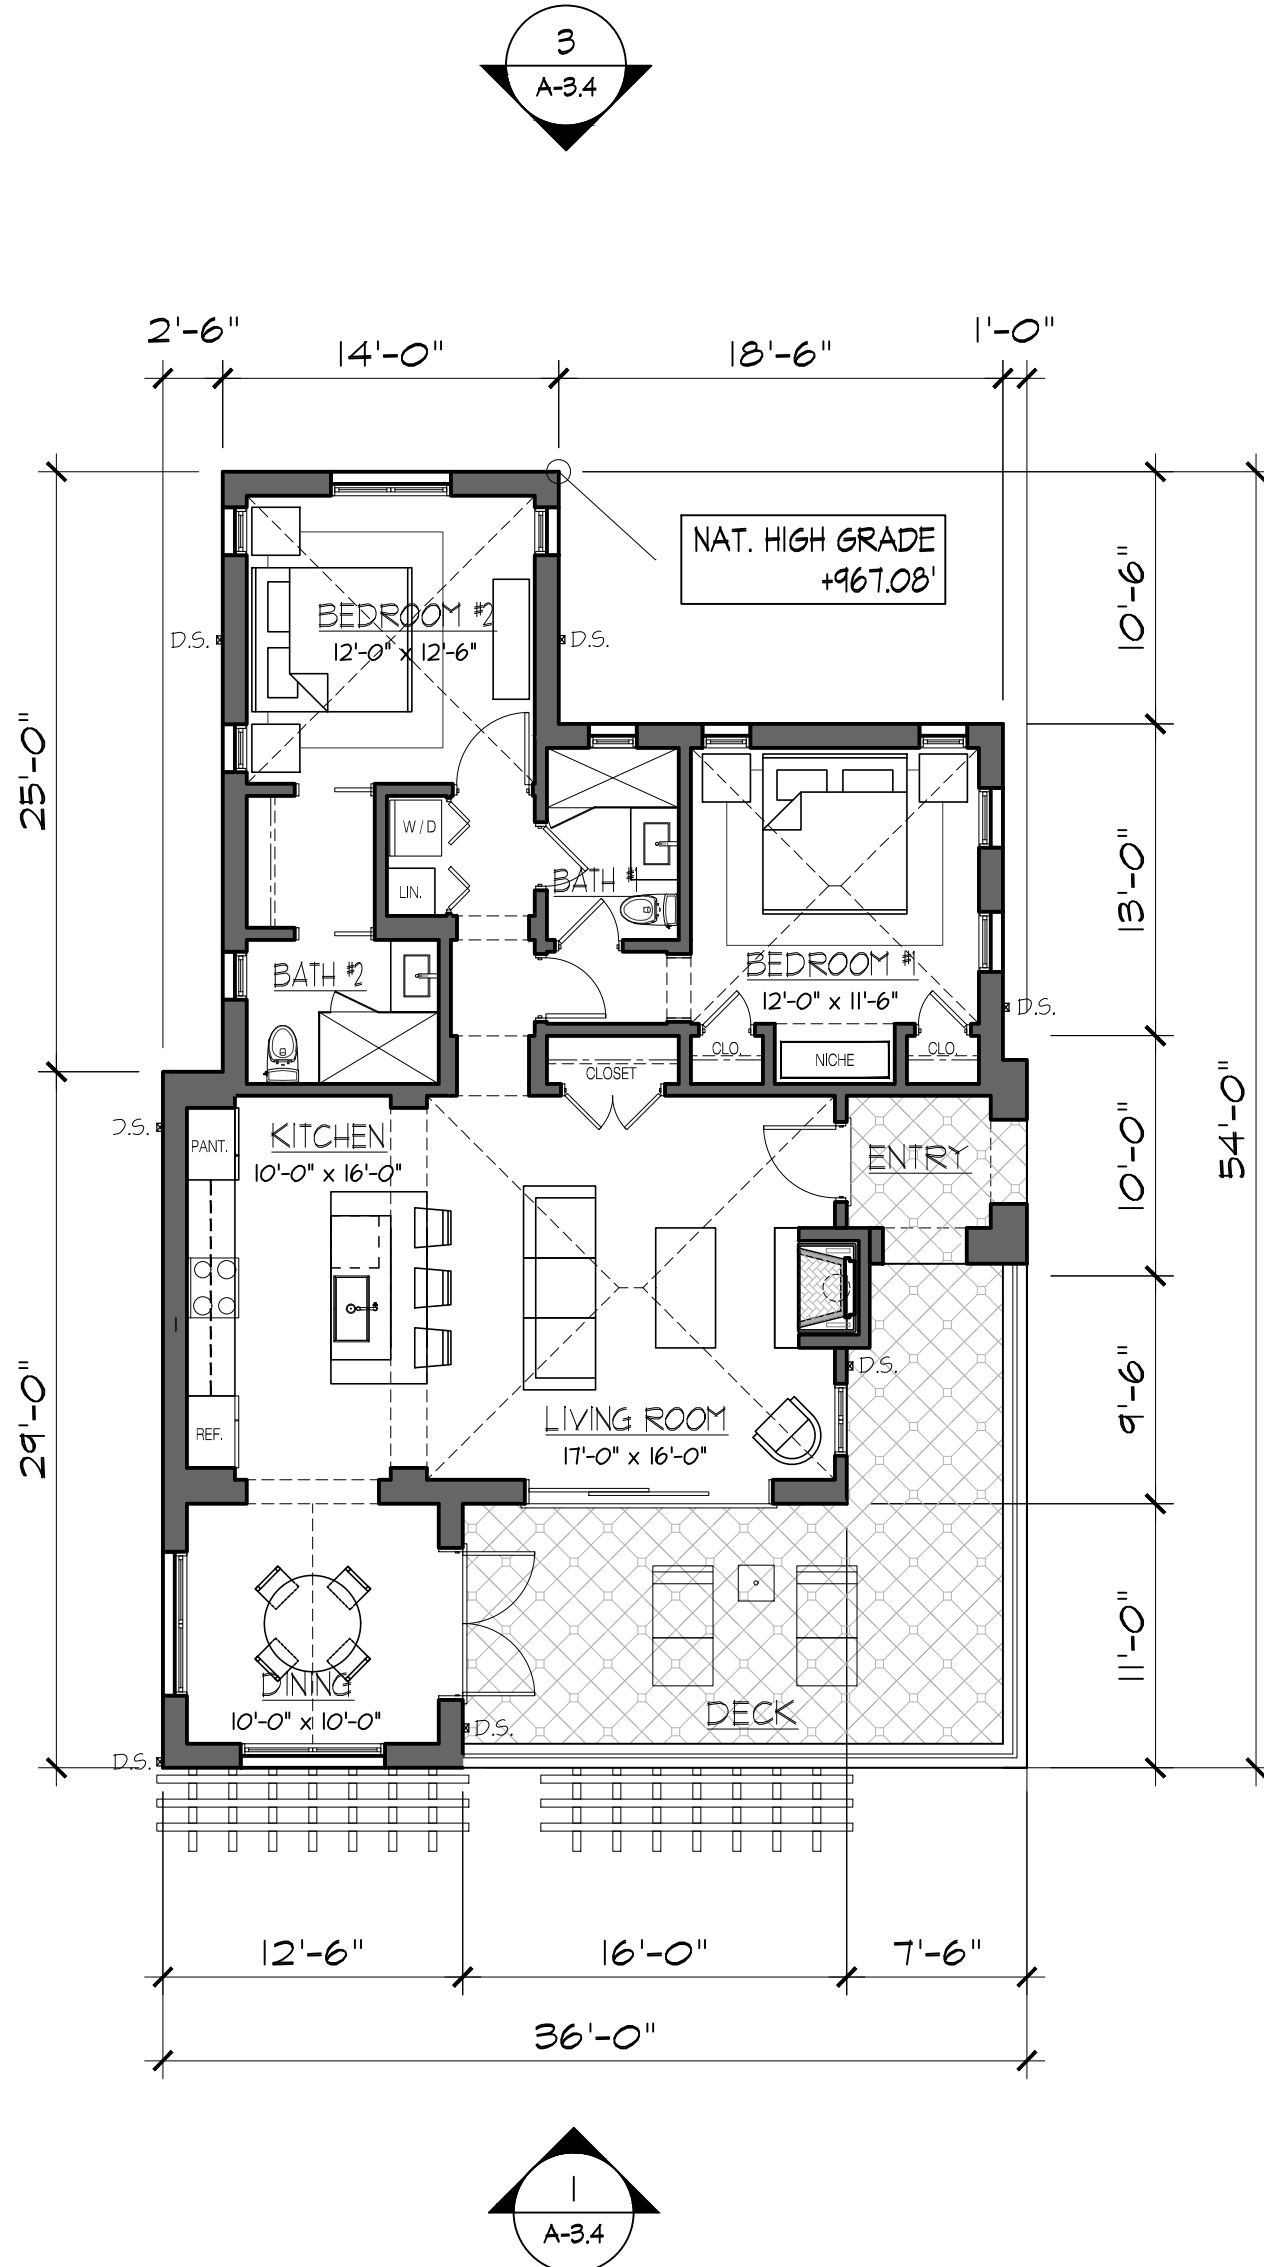 3
A-3.4
2'-6"
14'-0"
18'-6"
1'-0"
NAT. HIGH GRADE
+967.08'
BEDROOM #2
12'-0" x 12'-6"
D.S.
D.S.
10'-6"
25'-0"
W/D
LIN.
BATH #1
BATH #2
BEDROOM #1
12'-0" x 11'-6"
13'-0"
D.S.
CLO.
NICHE
CLO.
CLOSET
D.S.
PANT.
KITCHEN
10'-0" x 16'-0"
ENTRY
10'-0"
54'-0"
D.S.
9'-6"
29'-0"
REF.
LIVING ROOM
17'-0" x 16'-0"
11'-0"
DINING
10'-0" x 10'-0"
DECK
D.S.
D.S.
12'-6"
16'-0"
7'-6"
36'-0"
1
A-3.4